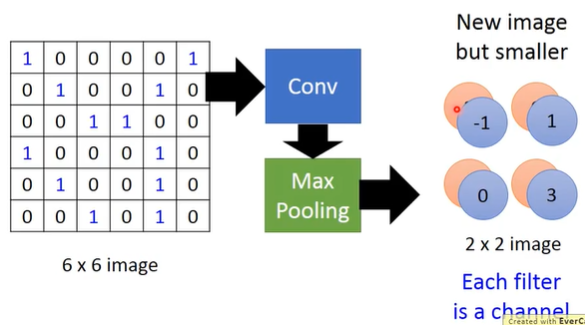 New image
but smaller
1 0 0 0 0 1
0 1 0 0 1 0
0 0 1 1 0 0
1 0 0 0 1 0
0 1 0 0 1 0
0 0 1 0 1 0
Conv
Max
Pooling
-1 1
0 3
6 x 6 image
2 x 2 image
Each filter
is a channel
Created with